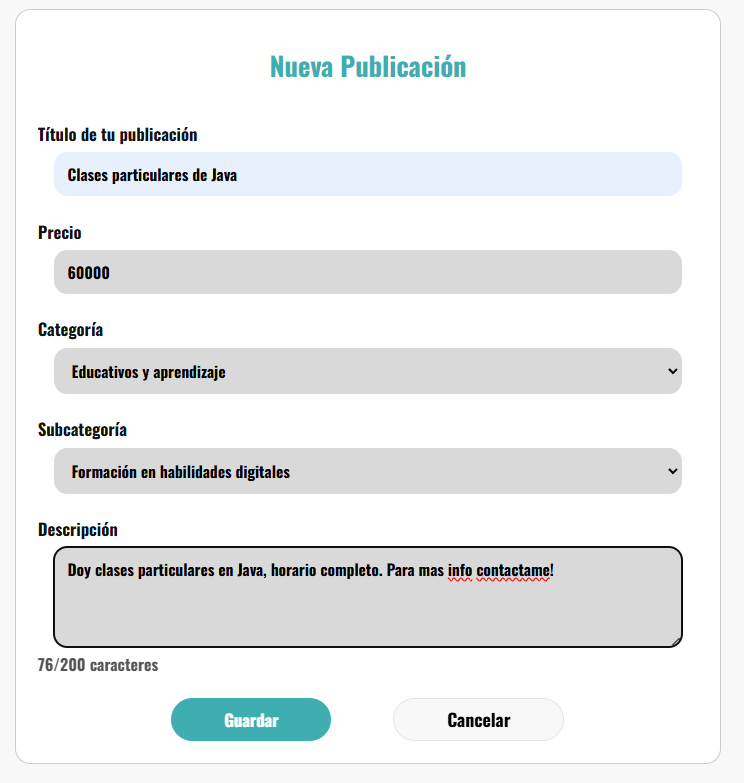 Nueva Publicación
Título de tu publicación
Clases particulares de Java
Precio
60000
Categoría
Educativos y aprendizaje
Subcategoría
Formación en habilidades digitales
Descripción
Doy clases particulares en Java, horario completo. Para mas info contactame!
76/200 caracteres
Guardar
Cancelar